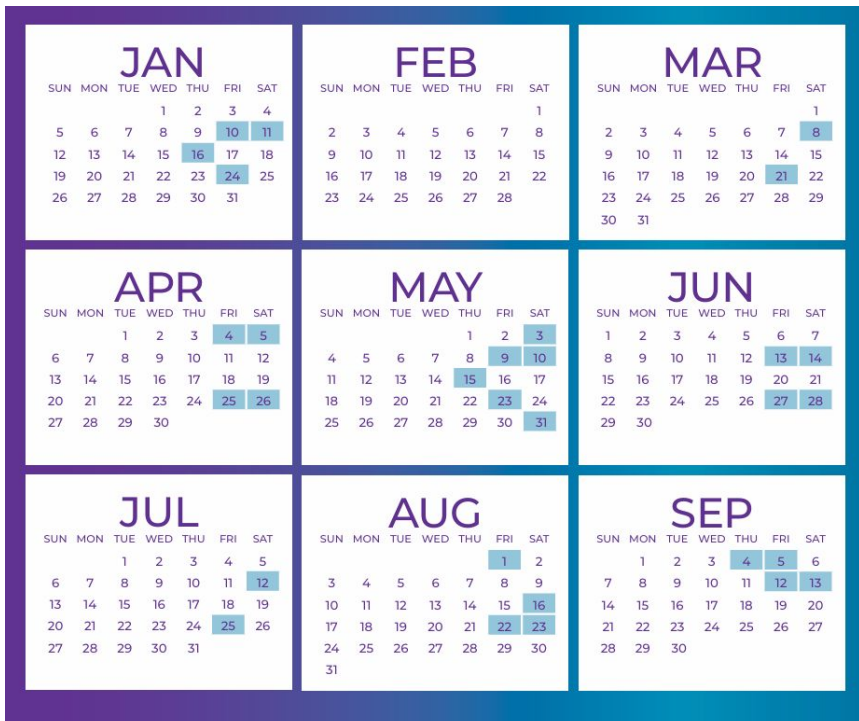 JAN
SUN MON TUE WED THU FRI SAT
1 2 3 4
5 6 7 8 9 10 11
12 13 14 15 16 17 18
19 20 21 22 23 24 25
26 27 28 29 30 31
FEB
SUN MON TUE WED THU FRI SAT
1
2 3 4 5 6 7 8
9 10 11 12 13 14 15
16 17 18 19 20 21 22
23 24 25 26 27 28
MAR
SUN MON TUE WED THU FRI SAT
1
2 3 4 5 6 7 8
9 10 11 12 13 14 15
16 17 18 19 20 21 22
23 24 25 26 27 28 29
30 31
APR
SUN MON TUE WED THU FRI SAT
1 2 3 4 5
6 7 8 9 10 11 12
13 14 15 16 17 18 19
20 21 22 23 24 25 26
27 28 29 30
MAY
SUN MON TUE WED THU FRI SAT
1 2 3
4 5 6 7 8 9 10
11 12 13 14 15 16 17
18 19 20 21 22 23 24
25 26 27 28 29 30 31
JUN
SUN MON TUE WED THU FRI SAT
1 2 3 4 5 6 7
8 9 10 11 12 13 14
15 16 17 18 19 20 21
22 23 24 25 26 27 28
29 30
JUL
SUN MON TUE WED THU FRI SAT
1 2 3 4 5
6 7 8 9 10 11 12
13 14 15 16 17 18 19
20 21 22 23 24 25 26
27 28 29 30 31
AUG
SUN MON TUE WED THU FRI SAT
1 2
3 4 5 6 7 8 9
10 11 12 13 14 15 16
17 18 19 20 21 22 23
24 25 26 27 28 29 30
31
SEP
SUN MON TUE WED THU FRI SAT
1 2 3 4 5 6
7 8 9 10 11 12 13
14 15 16 17 18 19 20
21 22 23 24 25 26 27
28 29 30